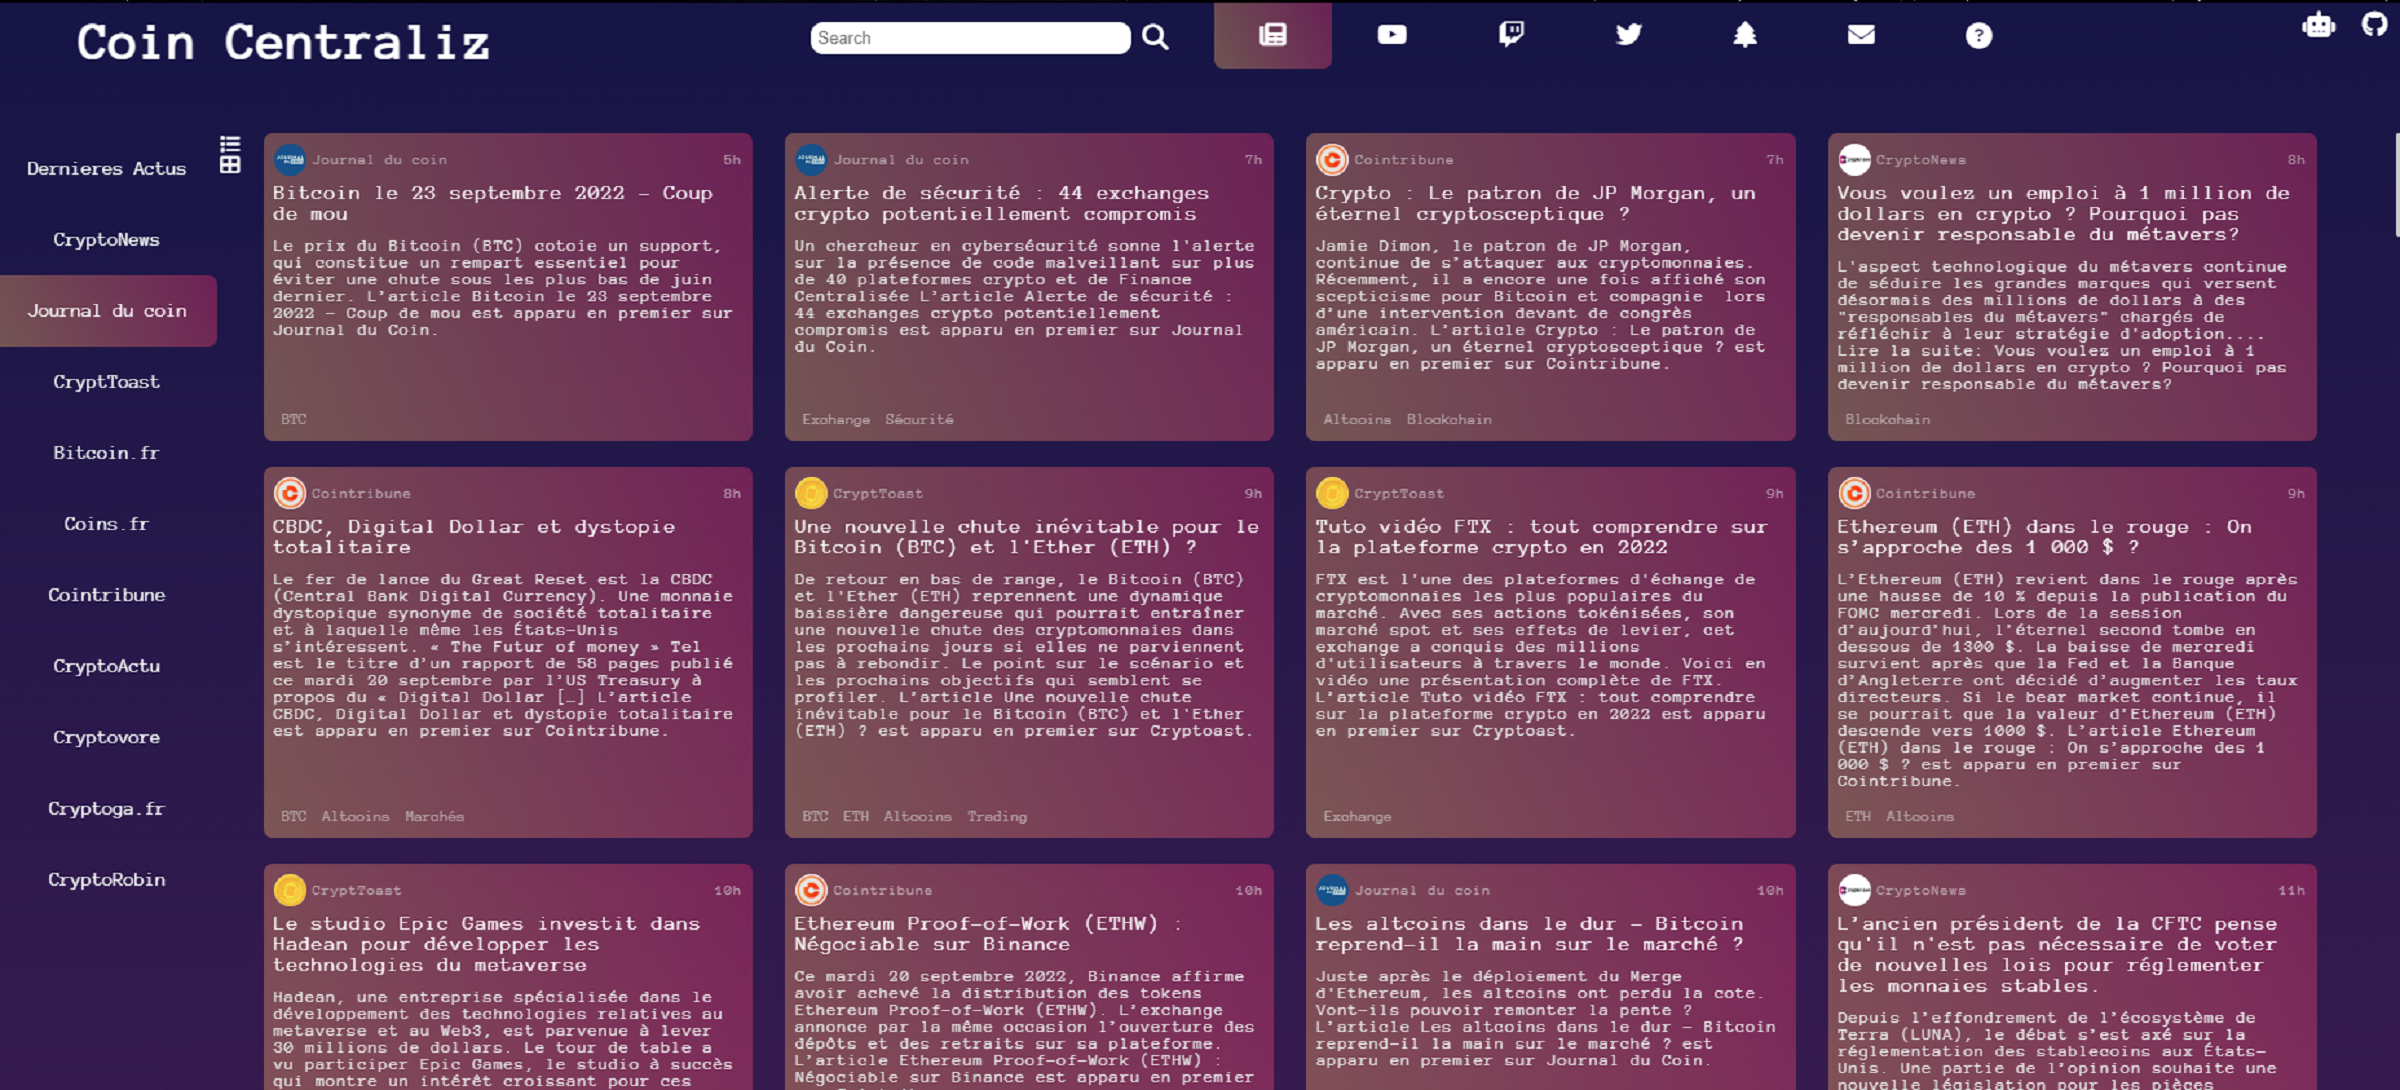 Coin Centraliz
Search
Dernieres Actus
CryptoNews
Journal du coin
CryptToast
Bitcoin.fr
Coins.fr
Cointribune
CryptoActu
Cryptovore
Cryptoga.fr
CryptoRobin
Journal du coin 5h
Bitcoin le 23 septembre 2022 – Coup
de mou
Le prix du Bitcoin (BTC) cotoie un support,
qui constitue un rempart essentiel pour
éviter une chute sous les plus bas de juin
dernier. L’article Bitcoin le 23 septembre
2022 – Coup de mou est apparu en premier sur
Journal du Coin.
BTC
Journal du coin 7h
Alerte de sécurité : 44 exchanges
crypto potentiellement compromis
Un chercheur en cybersécurité sonne l'alerte
sur la présence de code malveillant sur plus
de 40 plateformes crypto et de Finance
Centralisée L’article Alerte de sécurité :
44 exchanges crypto potentiellement
compromis est apparu en premier sur Journal
du Coin.
Exchange Sécurité
Cointribune 7h
Crypto : Le patron de JP Morgan, un
éternel cryptosceptique ?
Jamie Dimon, le patron de JP Morgan,
continue de s’attaquer aux cryptomonnaies.
Récemment, il a encore une fois affiché son
scepticisme pour Bitcoin et compagnie lors
d’une intervention devant de congrès
américain. L’article Crypto : Le patron de
JP Morgan, un éternel cryptosceptique ? est
apparu en premier sur Cointribune.
Altcoins Blockchain
CryptoNews 8h
Vous voulez un emploi à 1 million de
dollars en crypto ? Pourquoi pas
devenir responsable du métavers?
L'aspect technologique du métavers continue
de séduire les grandes marques qui versent
désormais des millions de dollars à des
"responsables du métavers" chargés de
réfléchir à leur stratégie d'adoption....
Lire la suite: Vous voulez un emploi à 1
million de dollars en crypto ? Pourquoi pas
devenir responsable du métavers?
Blockchain
Cointribune 8h
CBDC, Digital Dollar et dystopie
totalitaire
Le fer de lance du Great Reset est la CBDC
(Central Bank Digital Currency). Une monnaie
dystopique synonyme de société totalitaire
et à laquelle même les États-Unis
s’intéressent. « The Futur of money » Tel
est le titre d’un rapport de 58 pages publié
ce mardi 20 septembre par l’US Treasury à
propos du « Digital Dollar […] L’article
CBDC, Digital Dollar et dystopie totalitaire
est apparu en premier sur Cointribune.
BTC Altcoins Marchés
CryptToast 9h
Une nouvelle chute inévitable pour le
Bitcoin (BTC) et l'Ether (ETH) ?
De retour en bas de range, le Bitcoin (BTC)
et l'Ether (ETH) reprennent une dynamique
baissière dangereuse qui pourrait entraîner
une nouvelle chute des cryptomonnaies dans
les prochains jours si elles ne parviennent
pas à rebondir. Le point sur le scénario et
les prochains objectifs qui semblent se
profiler. L’article Une nouvelle chute
inévitable pour le Bitcoin (BTC) et l'Ether
(ETH) ? est apparu en premier sur Cryptoast.
BTC ETH Altcoins Trading
CryptToast 9h
Tuto vidéo FTX : tout comprendre sur
la plateforme crypto en 2022
FTX est l'une des plateformes d'échange de
cryptomonnaies les plus populaires du
marché. Avec ses actions tokénisées, son
marché spot et ses effets de levier, cet
exchange a conquis des millions
d'utilisateurs à travers le monde. Voici en
vidéo une présentation complète de FTX.
L’article Tuto vidéo FTX : tout comprendre
sur la plateforme crypto en 2022 est apparu
en premier sur Cryptoast.
Exchange
Cointribune 9h
Ethereum (ETH) dans le rouge : On
s’approche des 1 000 $ ?
L’Ethereum (ETH) revient dans le rouge après
une hausse de 10 % depuis la publication du
FOMC mercredi. Lors de la session
d’aujourd’hui, l’éternel second tombe en
dessous de 1300 $. La baisse de mercredi
survient après que la Fed et la Banque
d’Angleterre ont décidé d’augmenter les taux
directeurs. Si le bear market continue, il
se pourrait que la valeur d’Ethereum (ETH)
descende vers 1000 $. L’article Ethereum
(ETH) dans le rouge : On s’approche des 1
000 $ ? est apparu en premier sur
Cointribune.
ETH Altcoins
CryptToast 10h
Le studio Epic Games investit dans
Hadean pour développer les
technologies du metaverse
Hadean, une entreprise spécialisée dans le
développement des technologies relatives au
metaverse et au Web3, est parvenue à lever
30 millions de dollars. Le tour de table a
vu participer Epic Games, le studio à succès
qui montre un intérêt croissant pour ces
Cointribune 10h
Ethereum Proof-of-Work (ETHW) :
Négociable sur Binance
Ce mardi 20 septembre 2022, Binance affirme
avoir achevé la distribution des tokens
Ethereum Proof-of-Work (ETHW). L’exchange
annonce par la même occasion l’ouverture des
dépôts et des retraits sur sa plateforme.
L’article Ethereum Proof-of-Work (ETHW) :
Négociable sur Binance est apparu en premier
Journal du coin 10h
Les altcoins dans le dur – Bitcoin
reprend-il la main sur le marché ?
Juste après le déploiement du Merge
d'Ethereum, les altcoins ont perdu la cote.
Vont-ils pouvoir remonter la pente ?
L’article Les altcoins dans le dur – Bitcoin
reprend-il la main sur le marché ? est
apparu en premier sur Journal du Coin.
CryptoNews 11h
L’ancien président de la CFTC pense
qu'il n'est pas nécessaire de voter
de nouvelles lois pour réglementer
les monnaies stables.
Depuis l’effondrement de l’écosystème de
Terra (LUNA), le débat s’est axé sur la
réglementation des stablecoins aux États-
Unis. Une partie de l’opinion souhaite une
nouvelle législation pour les pièces